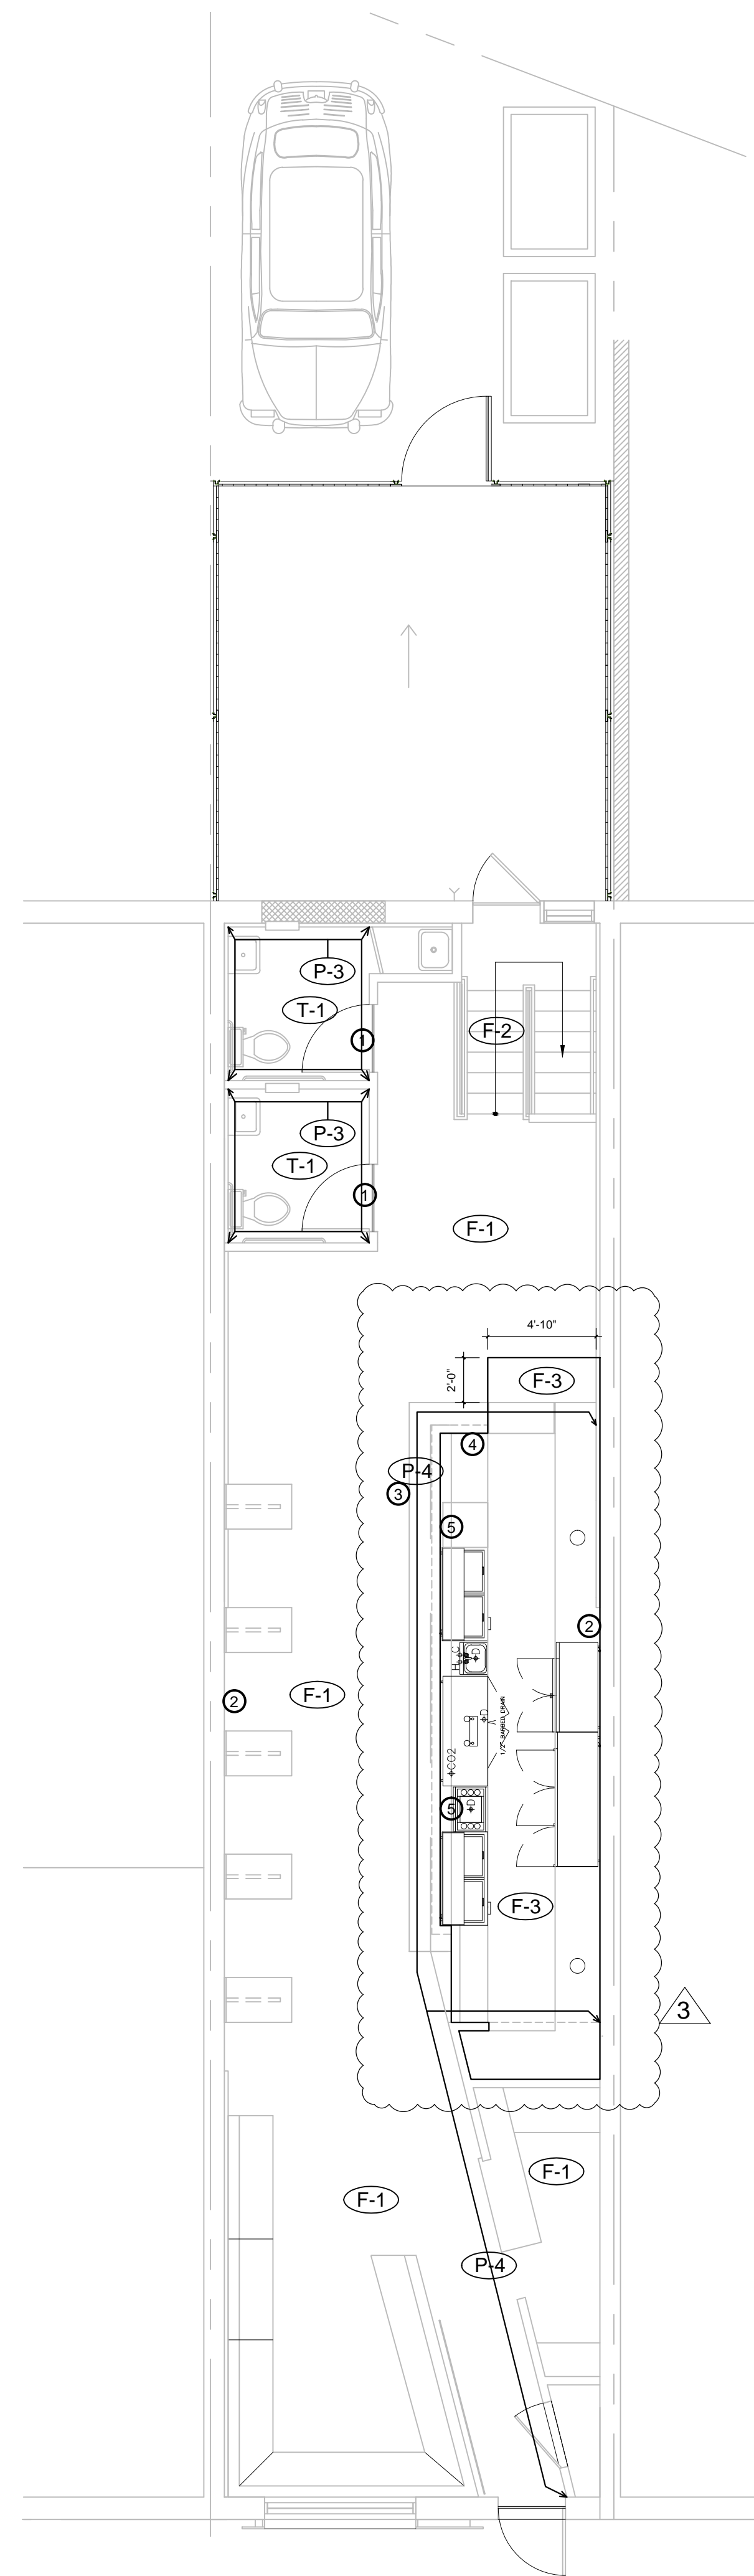 P-3
T-1
1
F-2
P-3
T-1
1
F-1
4'-10"
2'-0"
F-3
4
P-4
3
5
2
H
C
D
F-1
2
D
1/2" BARBED DRAIN
CO2
5
D
F-3
3
F-1
F-1
P-4